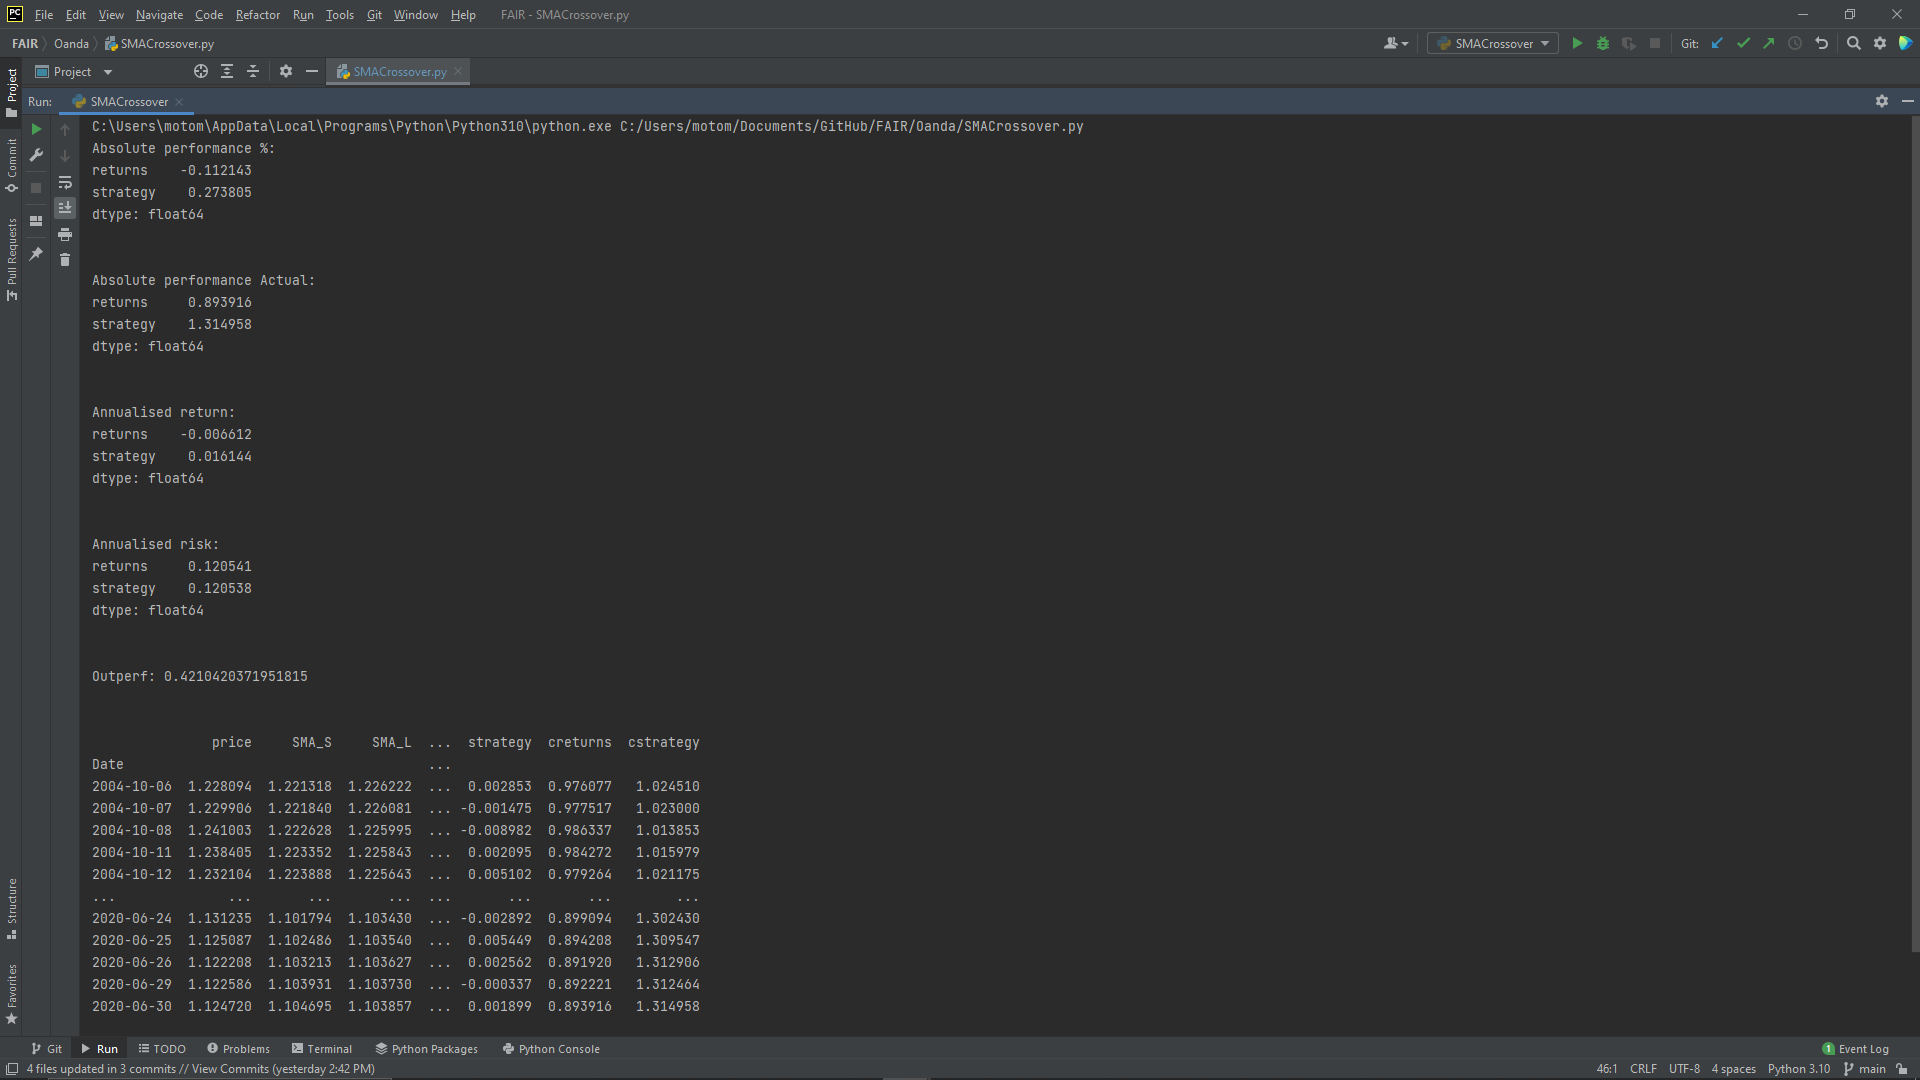 PC File Edit View Navigate Code Refactor Run Tools Git Window Help FAIR - SMACrossover.py
FAIR Oanda SMACrossover.py SMACrossover Git:
Project SMACrossover.py
Run: SMACrossover
Project
Commit
Pull Requests
Structure
Favorites
C:\Users\motom\AppData\Local\Programs\Python\Python310\python.exe C:/Users/motom/Documents/GitHub/FAIR/Oanda/SMACrossover.py
Absolute performance %:
returns -0.112143
strategy 0.273805
dtype: float64
Absolute performance Actual:
returns 0.893916
strategy 1.314958
dtype: float64
Annualised return:
returns -0.006612
strategy 0.016144
dtype: float64
Annualised risk:
returns 0.120541
strategy 0.120538
dtype: float64
Outperf: 0.4210420371951815
price SMA_S SMA_L ... strategy creturns cstrategy
Date ...
2004-10-06 1.228094 1.221318 1.226222 ... 0.002853 0.976077 1.024510
2004-10-07 1.229906 1.221840 1.226081 ... -0.001475 0.977517 1.023000
2004-10-08 1.241003 1.222628 1.225995 ... -0.008982 0.986337 1.013853
2004-10-11 1.238405 1.223352 1.225843 ... 0.002095 0.984272 1.015979
2004-10-12 1.232104 1.223888 1.225643 ... 0.005102 0.979264 1.021175
... ... ... ... ... ... ... ...
2020-06-24 1.131235 1.101794 1.103430 ... -0.002892 0.899094 1.302430
2020-06-25 1.125087 1.102486 1.103540 ... 0.005449 0.894208 1.309547
2020-06-26 1.122208 1.103213 1.103627 ... 0.002562 0.891920 1.312906
2020-06-29 1.122586 1.103931 1.103730 ... -0.000337 0.892221 1.312464
2020-06-30 1.124720 1.104695 1.103857 ... 0.001899 0.893916 1.314958
Git Run TODO Problems Terminal Python Packages Python Console 1 Event Log
4 files updated in 3 commits // View Commits (yesterday 2:42 PM) 46:1 CRLF UTF-8 4 spaces Python 3.10 main